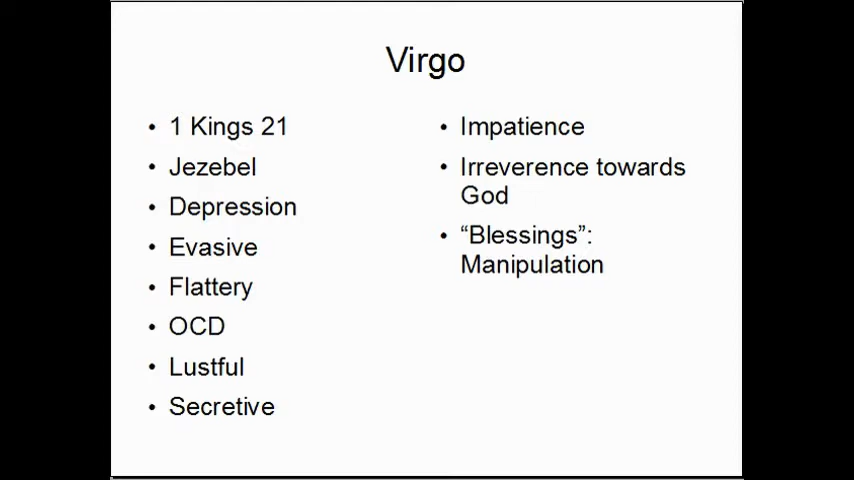 Virgo
• 1 Kings 21
• Jezebel
• Depression
• Evasive
• Flattery
• OCD
• Lustful
• Secretive
• Impatience
• Irreverence towards
God
• “Blessings”:
Manipulation